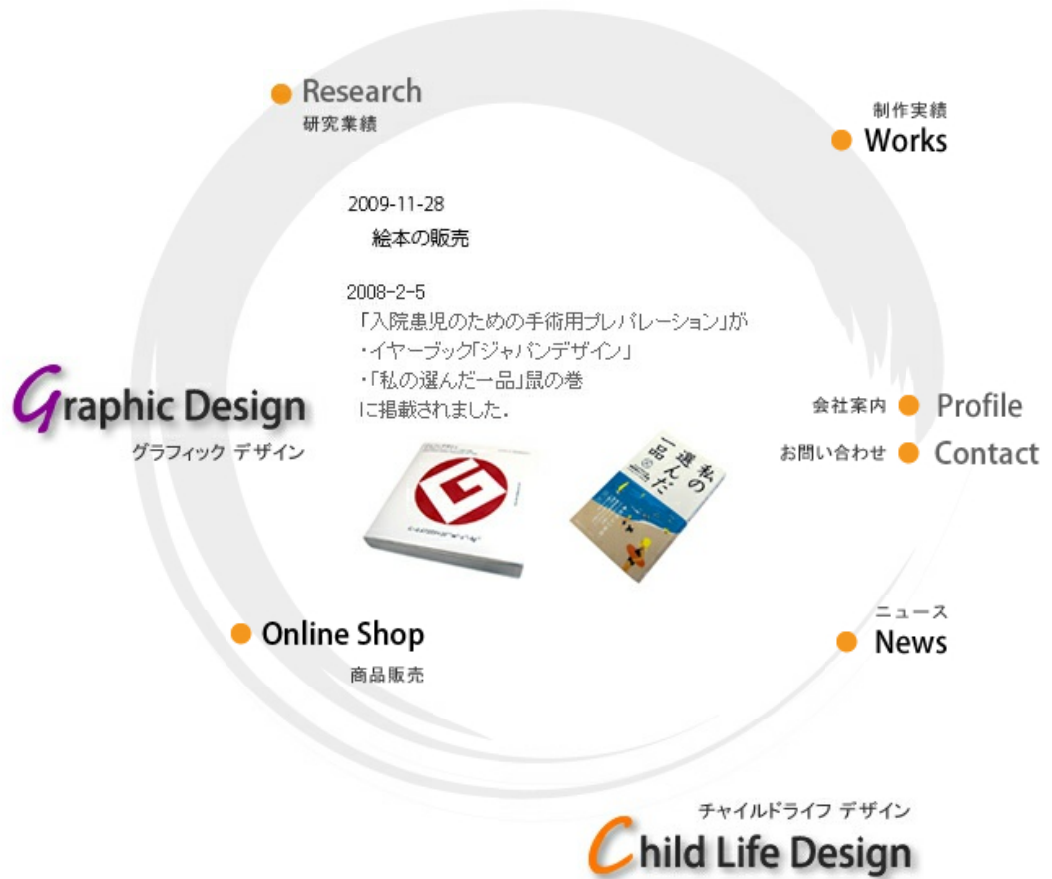 Research
研究業績
制作実績
Works
2009-11-28
絵本の販売
2008-2-5
「入院患児のための手術用プレパレーション」が
・イヤーブック「ジャパンデザイン」
・「私の選んだ一品」鼠の巻
に掲載されました.
Graphic Design
グラフィック デザイン
会社案内 Profile
お問い合わせ Contact
私の
選んだ
一品
Online Shop
商品販売
ニュース
News
チャイルドライフ デザイン
Child Life Design